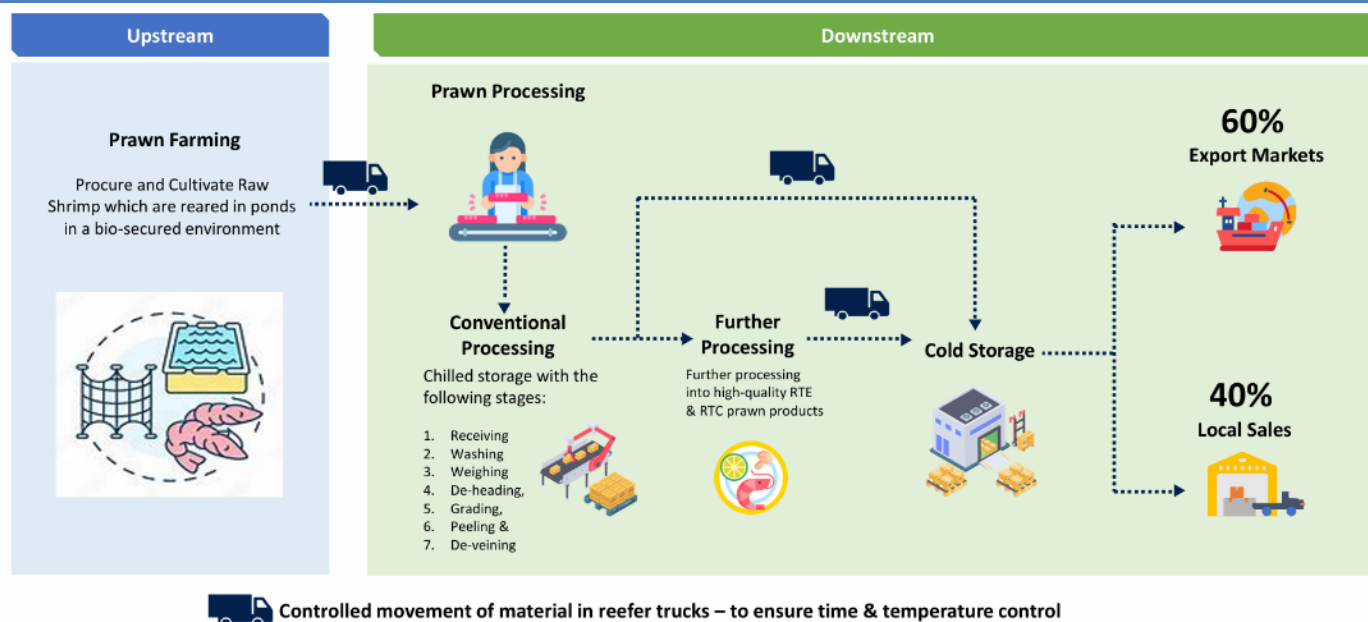 Upstream
Downstream
Prawn Farming
Procure and Cultivate Raw
Shrimp which are reared in ponds
in a bio-secured environment
Prawn Processing
Conventional
Processing
Chilled storage with the
following stages:
1. Receiving
2. Washing
3. Weighing
4. De-heading,
5. Grading,
6. Peeling &
7. De-veining
Further
Processing
Further processing
into high-quality RTE
& RTC prawn products
Cold Storage
60%
Export Markets
40%
Local Sales
Controlled movement of material in reefer trucks – to ensure time & temperature control